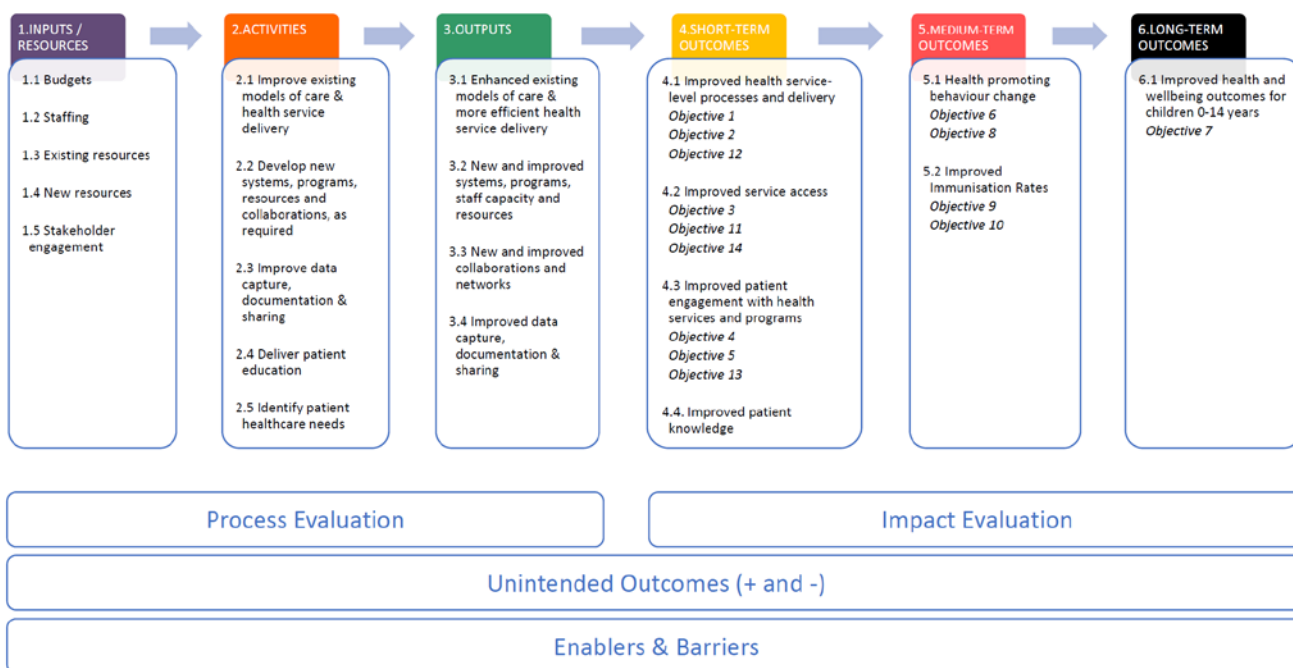 1.INPUTS /
RESOURCES
1.1 Budgets
1.2 Staffing
1.3 Existing resources
1.4 New resources
1.5 Stakeholder
engagement
2.ACTIVITIES
2.1 Improve existing
models of care &
health service
delivery
2.2 Develop new
systems, programs,
resources and
collaborations, as
required
2.3 Improve data
capture,
documentation &
sharing
2.4 Deliver patient
education
2.5 Identify patient
healthcare needs
3.OUTPUTS
3.1 Enhanced existing
models of care &
more efficient health
service delivery
3.2 New and improved
systems, programs,
staff capacity and
resources
3.3 New and improved
collaborations and
networks
3.4 Improved data
capture,
documentation &
sharing
4.SHORT-TERM
OUTCOMES
4.1 Improved health service-
level processes and delivery
Objective 1
Objective 2
Objective 12
4.2 Improved service access
Objective 3
Objective 11
Objective 14
4.3 Improved patient
engagement with health
services and programs
Objective 4
Objective 5
Objective 13
4.4. Improved patient
knowledge
5.MEDIUM-TERM
OUTCOMES
5.1 Health promoting
behaviour change
Objective 6
Objective 8
5.2 Improved
Immunisation Rates
Objective 9
Objective 10
6.LONG-TERM
OUTCOMES
6.1 Improved health and
wellbeing outcomes for
children 0-14 years
Objective 7
Process Evaluation
Impact Evaluation
Unintended Outcomes (+ and -)
Enablers & Barriers